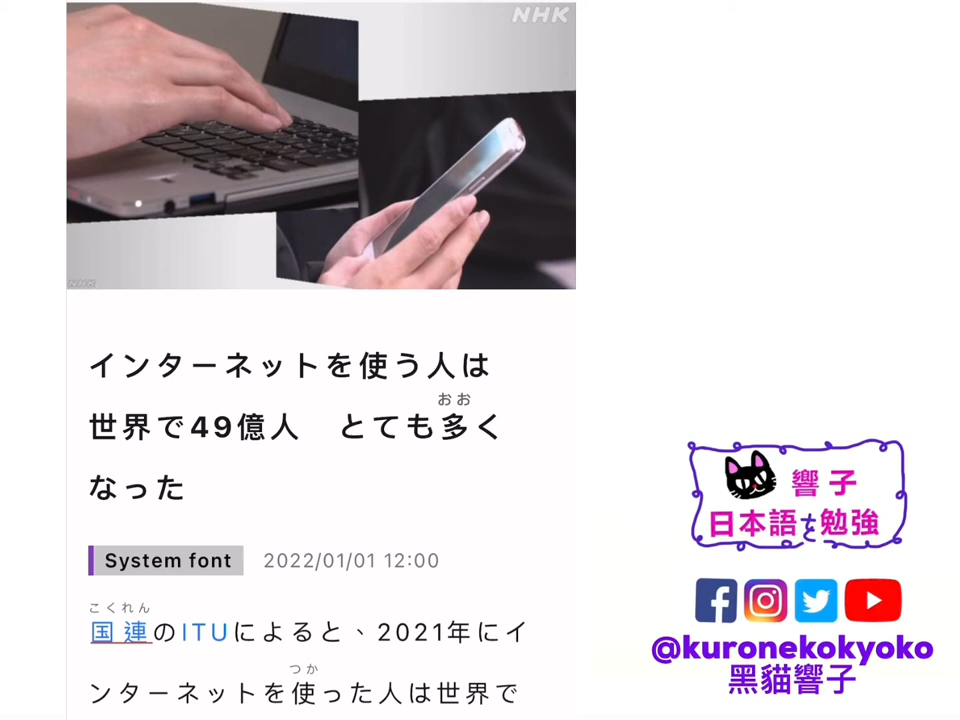 NHK
NHK
インターネットを使う人は
おお
世界で49億人　とても多く
なった
System font 2022/01/01 12:00
こくれん
国連のITUによると、2021年にイ
つか
ンターネットを使った人は世界で
響子
日本語を勉強
@kuronekokyoko
黑貓響子